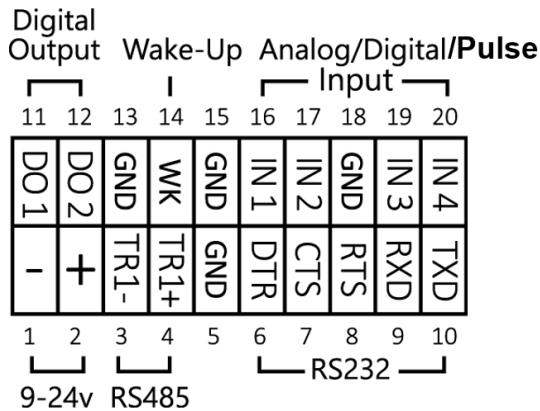 Digital
Output Wake-Up Analog/Digital/Pulse
Input
11 12 13 14 15 16 17 18 19 20
DO 1 DO 2 GND WK GND IN 1 IN 2 GND IN 3 IN 4
- + TR1- TR1+ GND DTR CTS RTS RXD TXD
1 2 3 4 5 6 7 8 9 10
9-24v RS485 RS232